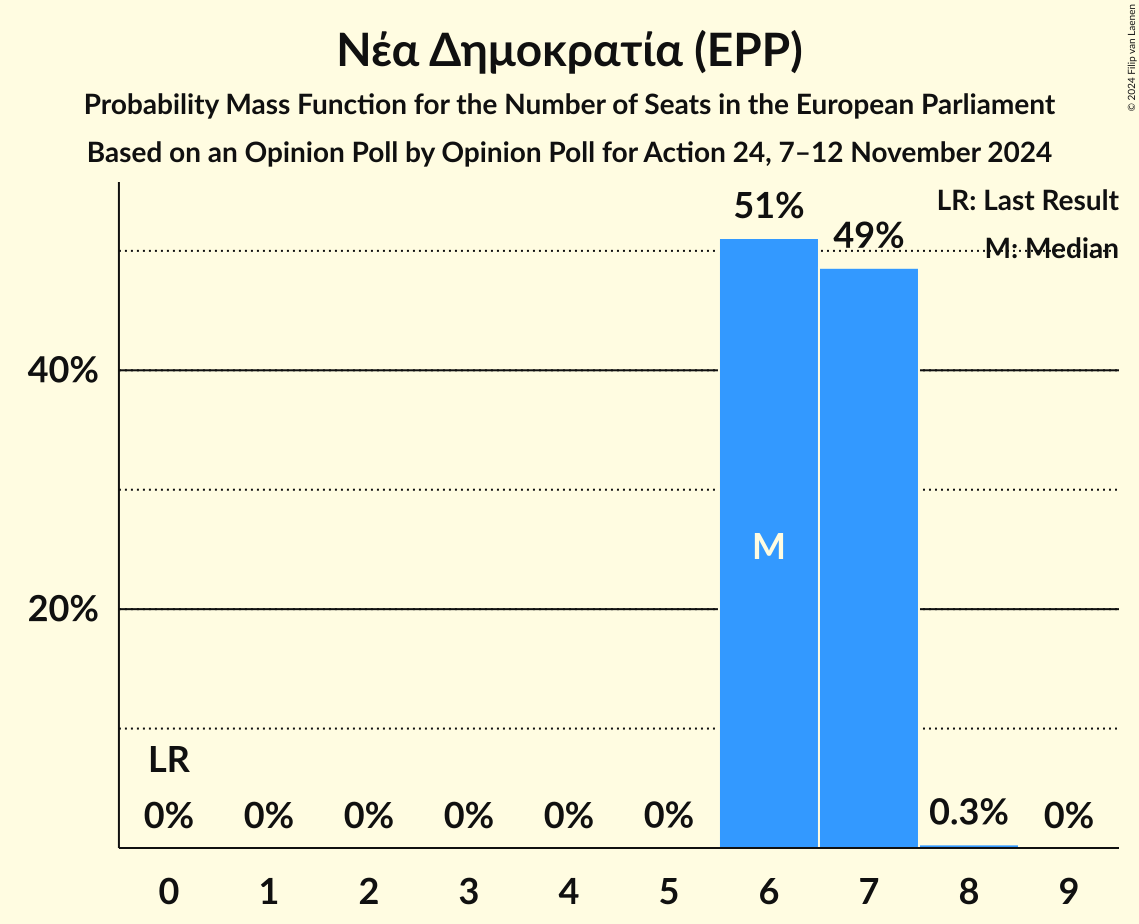 Νέα Δημοκρατία (EPP)
Probability Mass Function for the Number of Seats in the European Parliament
Based on an Opinion Poll by Opinion Poll for Action 24, 7–12 November 2024
© 2024 Filip van Laenen
LR: Last Result
M: Median
51%
49%
40%
M
20%
LR
0% 0% 0% 0% 0% 0% 0.3% 0%
0 1 2 3 4 5 6 7 8 9